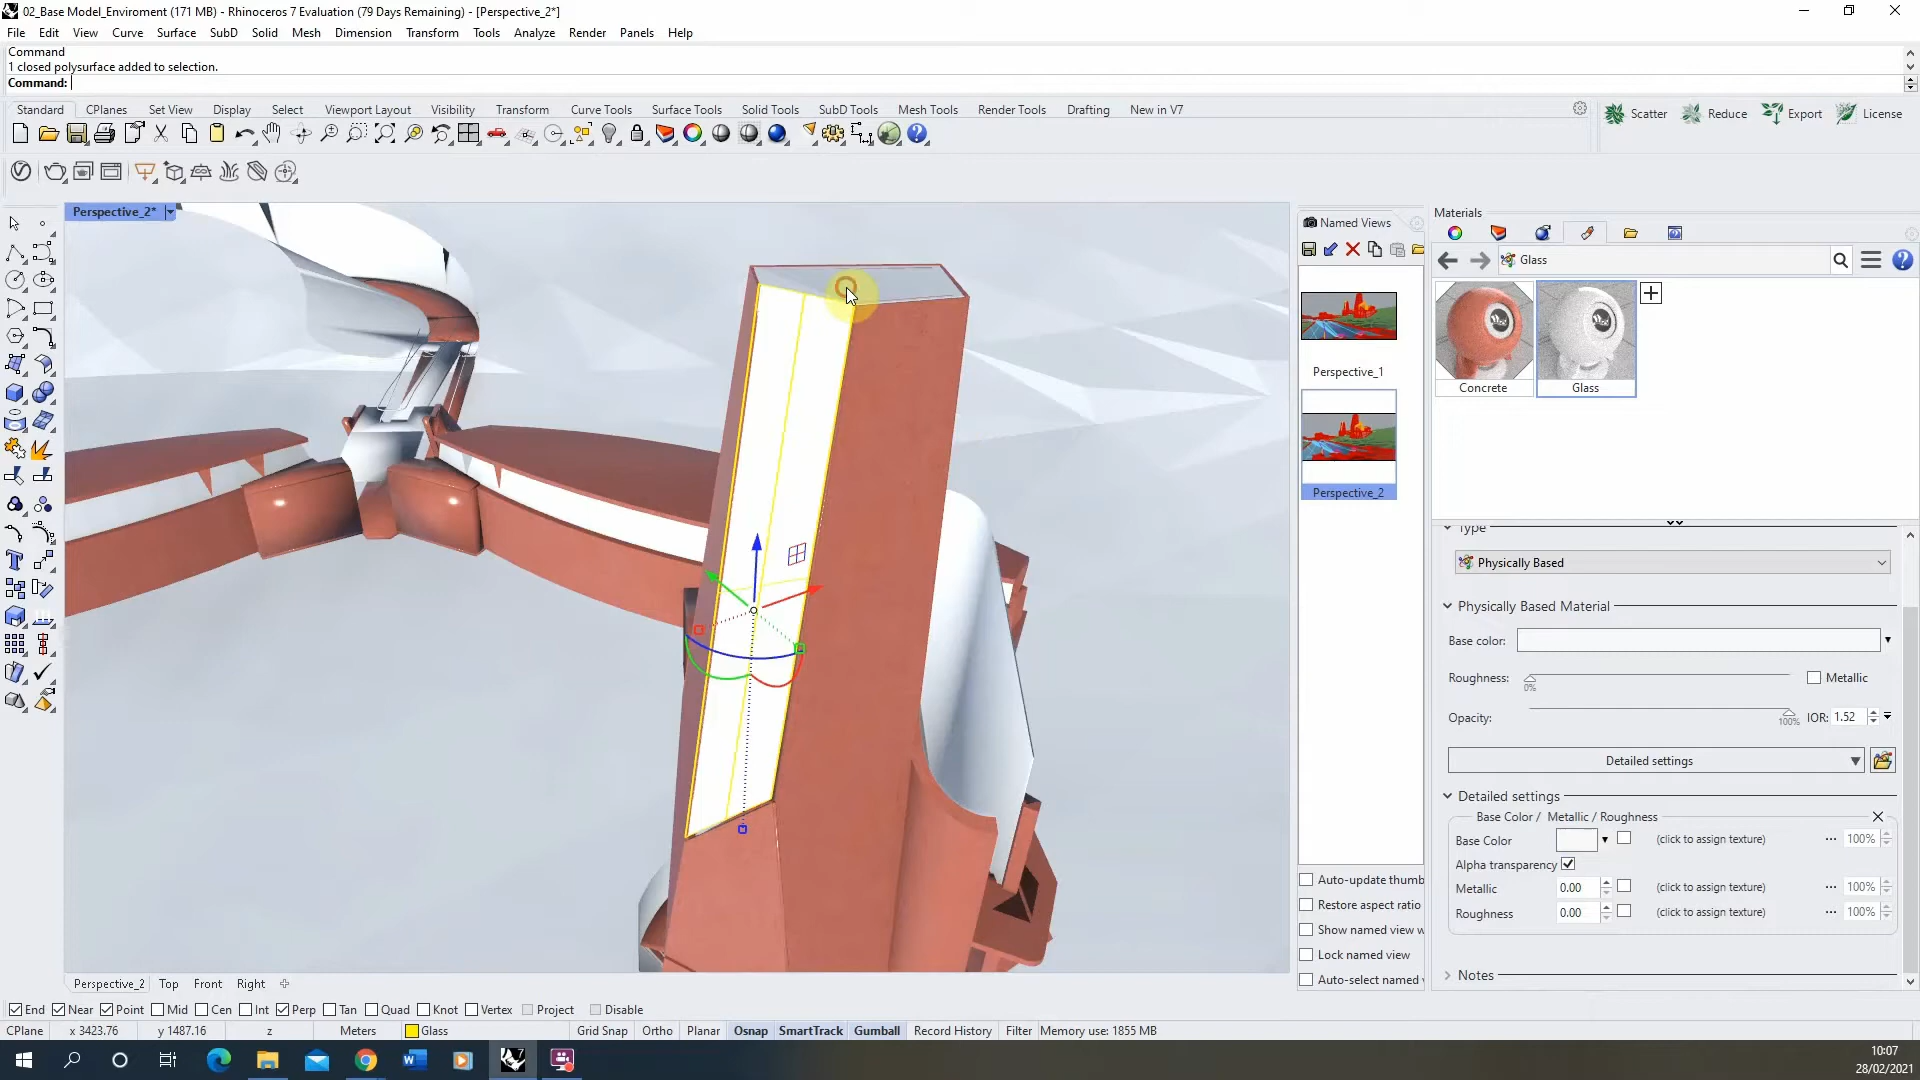 02_Base Model_Enviroment (171 MB) - Rhinoceros 7 Evaluation (79 Days Remaining) - [Perspective_2*]
File Edit View Curve Surface SubD Solid Mesh Dimension Transform Tools Analyze Render Panels Help
Command
1 closed polysurface added to selection.
Command:
Standard CPlanes Set View Display Select Viewport Layout Visibility Transform Curve Tools Surface Tools Solid Tools SubD Tools Mesh Tools Render Tools Drafting New in V7
Scatter Reduce Export License
Perspective_2*
Named Views
Perspective_1
Perspective_2
Auto-update thumb
Restore aspect ratio
Show named view w
Lock named view
Auto-select named
Materials
Glass
Concrete
Glass
Type
Physically Based
Physically Based Material
Base color:
Roughness: 0% Metallic
Opacity: 100% IOR: 1.52
Detailed settings
Detailed settings
Base Color / Metallic / Roughness
Base Color (click to assign texture) 100%
Alpha transparency
Metallic 0.00 (click to assign texture) 100%
Roughness 0.00 (click to assign texture) 100%
Notes
Perspective_2 Top Front Right
End Near Point Mid Cen Int Perp Tan Quad Knot Vertex Project Disable
CPlane x 3423.76 y 1487.16 z Meters Glass Grid Snap Ortho Planar Osnap SmartTrack Gumball Record History Filter Memory use: 1855 MB
10:07
28/02/2021